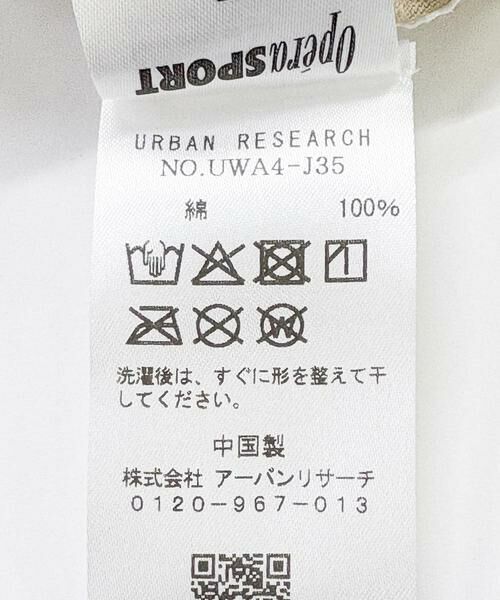 OpéraSPORT
URBAN RESEARCH
NO.UWA4-J35
綿 100%
洗濯後は、すぐに形を整えて干
してください。
中国製
株式会社 アーバンリサーチ
0120-967-013